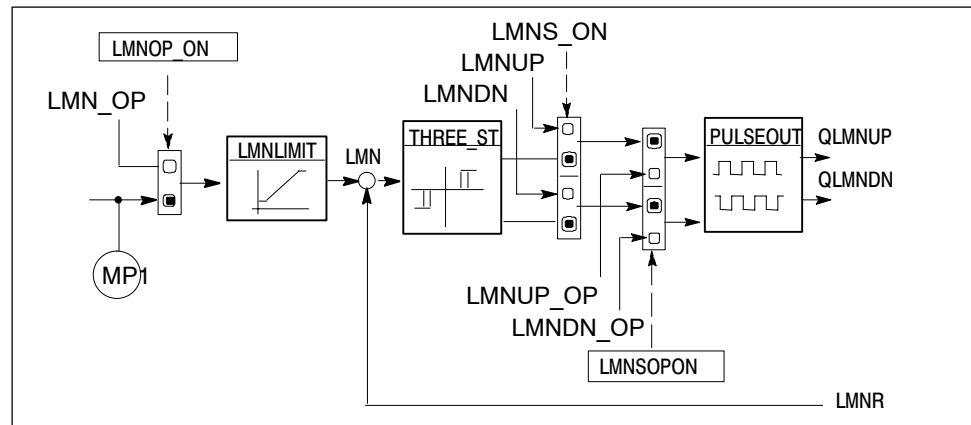 LMNOP_ON
LMN_OP
LMNS_ON
LMNUP
LMNDN
LMNLIMIT
LMN
THREE_ST
PULSEOUT
QLMNUP
QLMNDN
MP1
LMNUP_OP
LMNDN_OP
LMNSOPON
LMNR